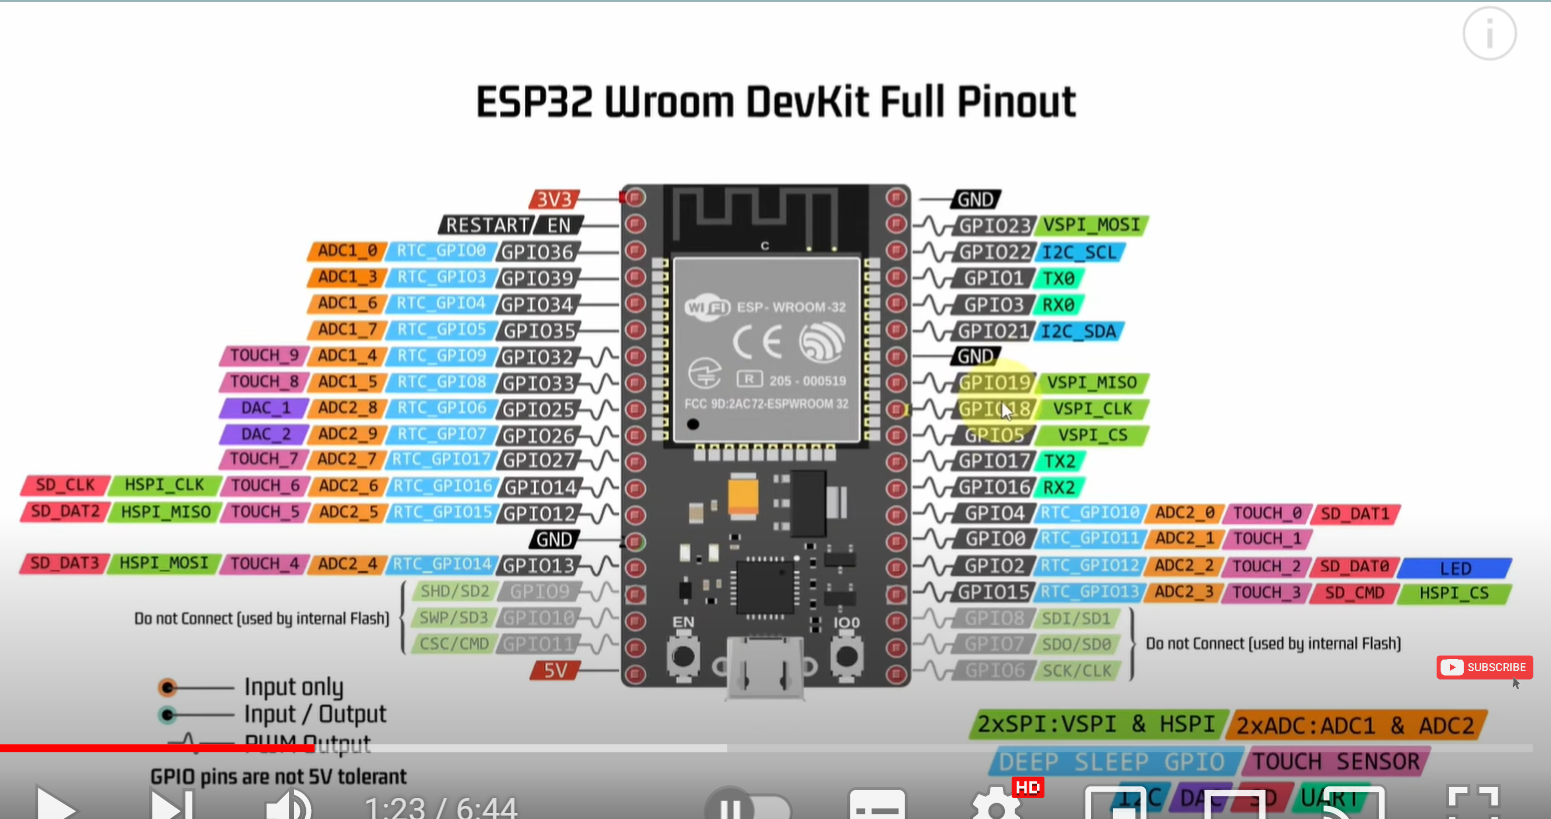 ESP32 Wroom DevKit Full Pinout
3V3 GND
RESTART EN GPIO23 VSPI_MOSI
ADC1_0 RTC_GPIO0 GPIO36 GPIO22 I2C_SCL
ADC1_3 RTC_GPIO3 GPIO39 GPIO1 TX0
ADC1_6 RTC_GPIO4 GPIO34 GPIO3 RX0
ADC1_7 RTC_GPIO5 GPIO35 GPIO21 I2C_SDA
TOUCH_9 ADC1_4 RTC_GPIO9 GPIO32 GND
TOUCH_8 ADC1_5 RTC_GPIO8 GPIO33 GPIO19 VSPI_MISO
DAC_1 ADC2_8 RTC_GPIO6 GPIO25 GPIO18 VSPI_CLK
DAC_2 ADC2_9 RTC_GPIO7 GPIO26 GPIO5 VSPI_CS
TOUCH_7 ADC2_7 RTC_GPIO17 GPIO27 GPIO17 TX2
SD_CLK HSPI_CLK TOUCH_6 ADC2_6 RTC_GPIO16 GPIO14 GPIO16 RX2
SD_DAT2 HSPI_MISO TOUCH_5 ADC2_5 RTC_GPIO15 GPIO12 GPIO4 RTC_GPIO10 ADC2_0 TOUCH_0 SD_DAT1
GND GPIO0 RTC_GPIO11 ADC2_1 TOUCH_1
SD_DAT3 HSPI_MOSI TOUCH_4 ADC2_4 RTC_GPIO14 GPIO13 GPIO2 RTC_GPIO12 ADC2_2 TOUCH_2 SD_DAT0 LED
SHD/SD2 GPIO9 GPIO15 RTC_GPIO13 ADC2_3 TOUCH_3 SD_CMD HSPI_CS
Do not Connect (used by internal Flash) SWP/SD3 GPIO10 GPIO8 SDI/SD1
CSC/CMD GPIO11 GPIO7 SDO/SD0 Do not Connect (used by internal Flash)
5V GPIO6 SCK/CLK
C
WiFi ESP-WROOM-32
CE
R 205-000519
FCC 9D:2AC72-ESPWROOM 32
EN IO0
SUBSCRIBE
Input only
Input / Output
PWM Output
GPIO pins are not 5V tolerant
2xSPI:VSPI & HSPI 2xADC:ADC1 & ADC2
DEEP SLEEP GPIO TOUCH SENSOR
I2C DAC SD UART
1:23 / 6:44
HD